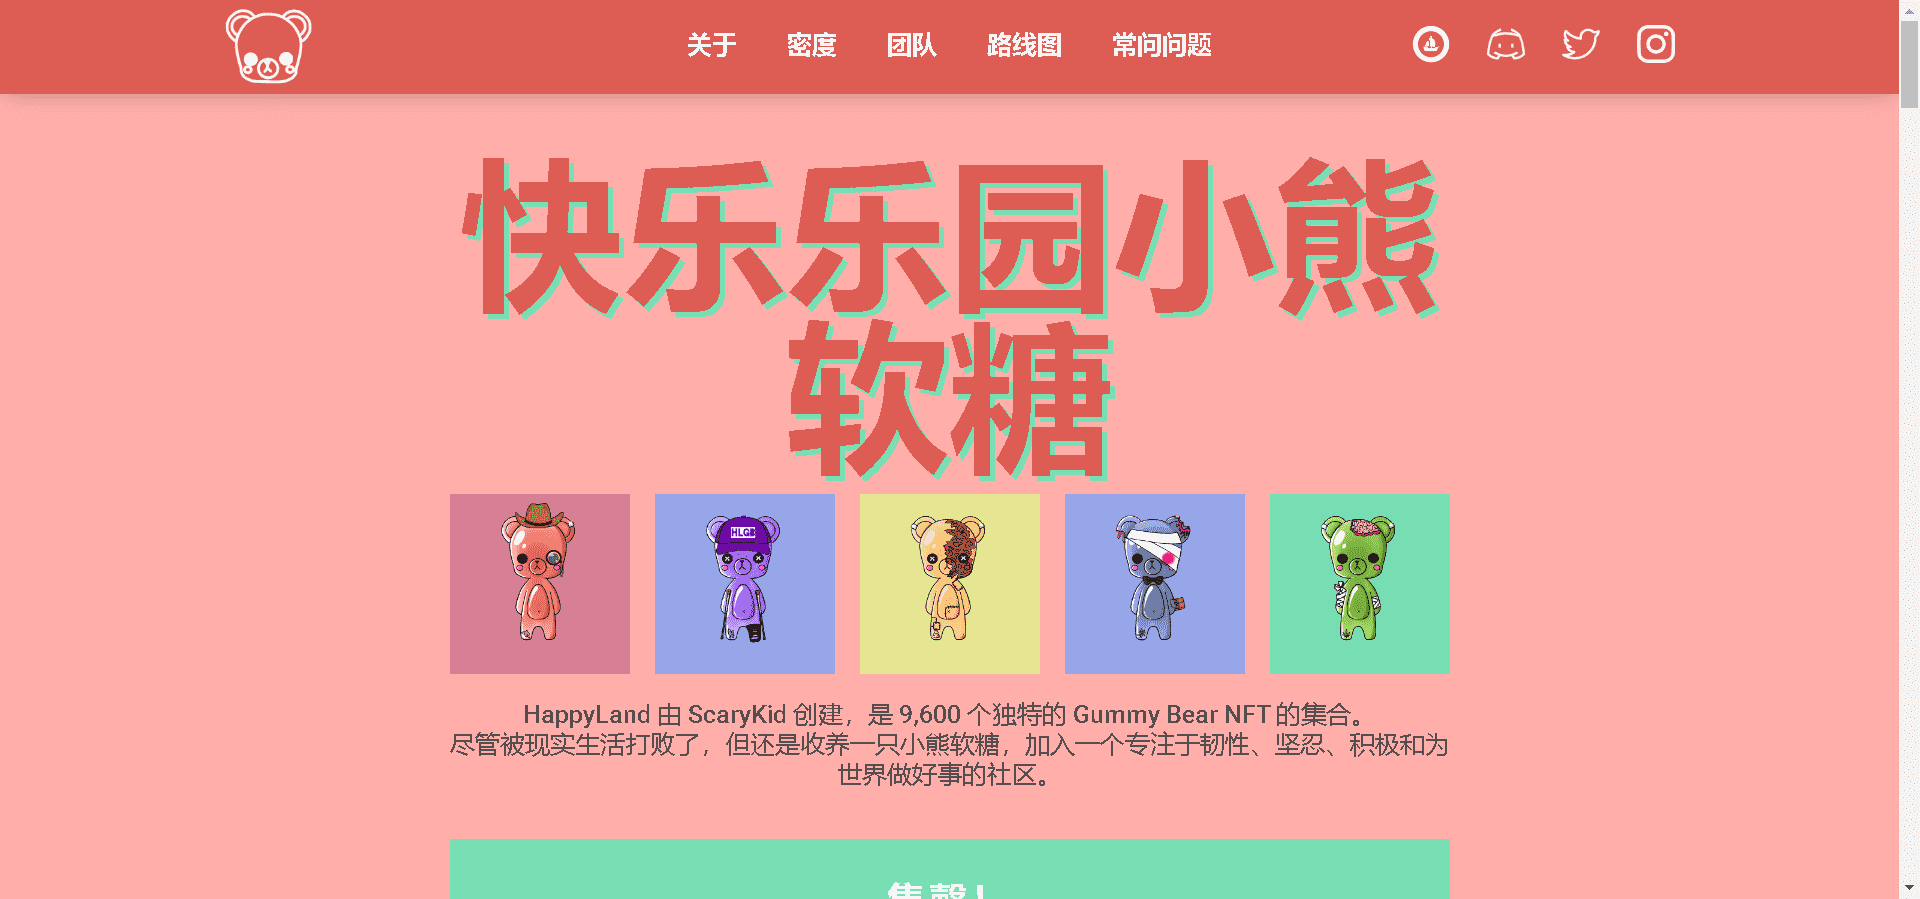 关于 密度 团队 路线图 常问问题
快乐乐园小熊
软糖
HLGB
HappyLand 由 ScaryKid 创建，是 9,600 个独特的 Gummy Bear NFT 的集合。
尽管被现实生活打败了，但还是收养一只小熊软糖，加入一个专注于韧性、坚忍、积极和为
世界做好事的社区。